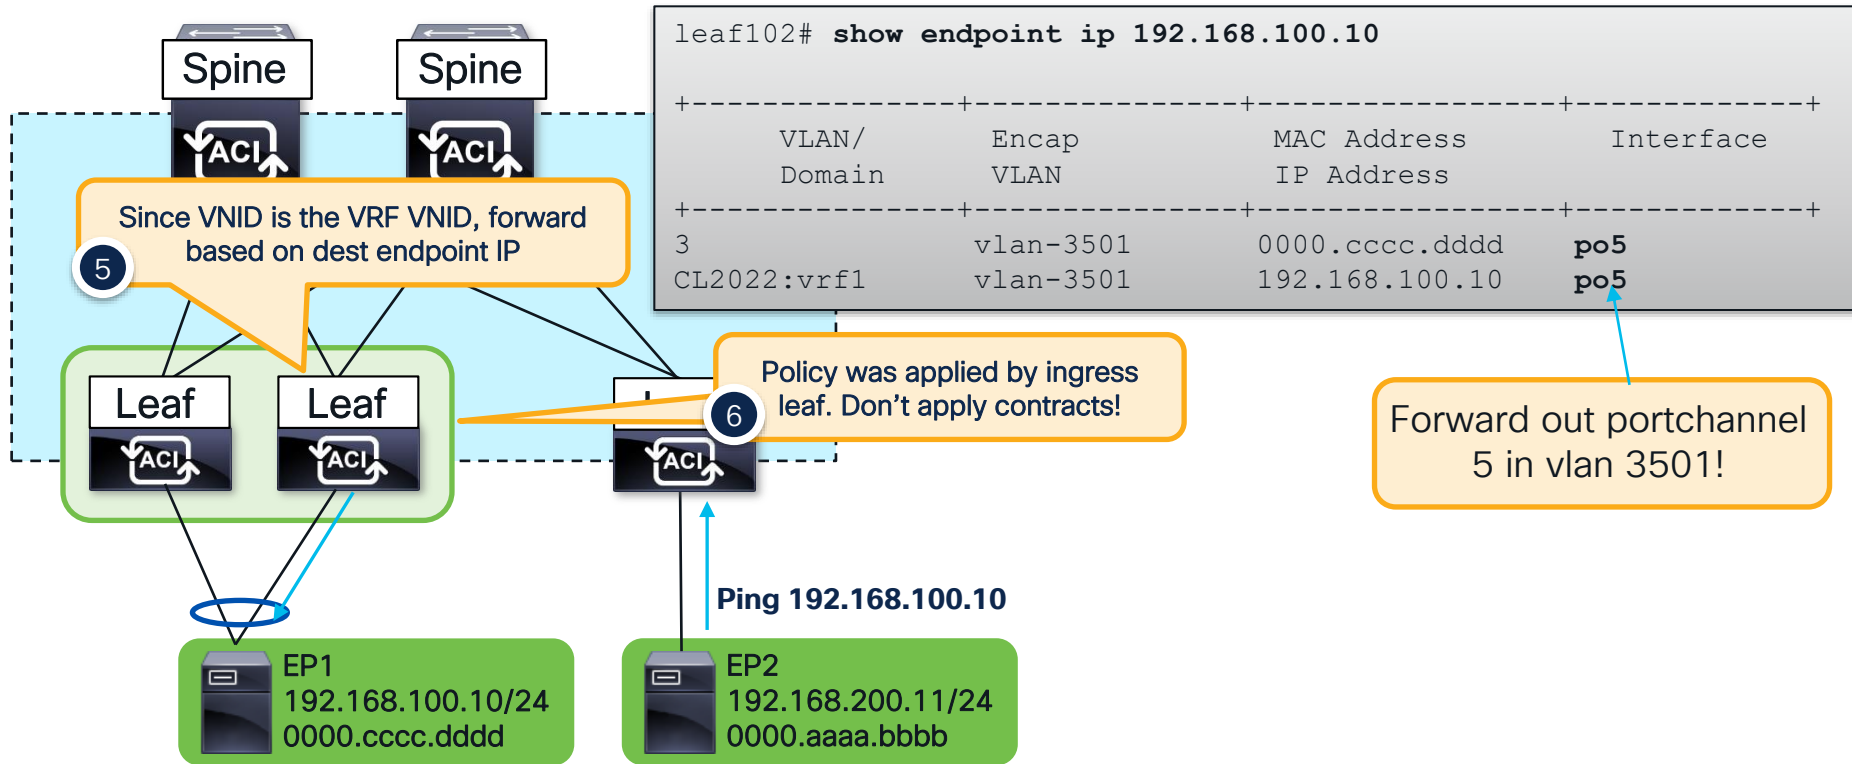 Spine
Spine
ACI
ACI
leaf102# show endpoint ip 192.168.100.10
+---------------+---------------+-----------------+-------------+
VLAN/ Encap MAC Address Interface
Domain VLAN IP Address
+---------------+---------------+-----------------+-------------+
3 vlan-3501 0000.cccc.dddd po5
CL2022:vrf1 vlan-3501 192.168.100.10 po5
Since VNID is the VRF VNID, forward
based on dest endpoint IP
5
Policy was applied by ingress
leaf. Don't apply contracts!
6
Forward out portchannel
5 in vlan 3501!
Leaf
Leaf
ACI
ACI
ACI
Ping 192.168.100.10
EP1
192.168.100.10/24
0000.cccc.dddd
EP2
192.168.200.11/24
0000.aaaa.bbbb